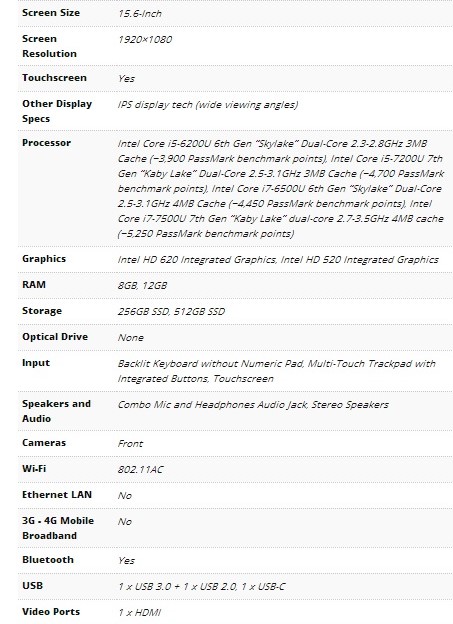 Screen Size 15.6-Inch
Screen 1920×1080
Resolution
Touchscreen Yes
Other Display IPS display tech (wide viewing angles)
Specs
Processor Intel Core i5-6200U 6th Gen “Skylake” Dual-Core 2.3-2.8GHz 3MB
Cache (~3,900 PassMark benchmark points), Intel Core i5-7200U 7th
Gen “Kaby Lake” Dual-Core 2.5-3.1GHz 3MB Cache (~4,700 PassMark
benchmark points), Intel Core i7-6500U 6th Gen “Skylake” Dual-Core
2.5-3.1GHz 4MB Cache (~4,450 PassMark benchmark points), Intel
Core i7-7500U 7th Gen “Kaby Lake” dual-core 2.7-3.5GHz 4MB cache
(~5,250 PassMark benchmark points)
Graphics Intel HD 620 Integrated Graphics, Intel HD 520 Integrated Graphics
RAM 8GB, 12GB
Storage 256GB SSD, 512GB SSD
Optical Drive None
Input Backlit Keyboard without Numeric Pad, Multi-Touch Trackpad with
Integrated Buttons, Touchscreen
Speakers and Combo Mic and Headphones Audio Jack, Stereo Speakers
Audio
Cameras Front
Wi-Fi 802.11AC
Ethernet LAN No
3G - 4G Mobile No
Broadband
Bluetooth Yes
USB 1 x USB 3.0 + 1 x USB 2.0, 1 x USB-C
Video Ports 1 x HDMI